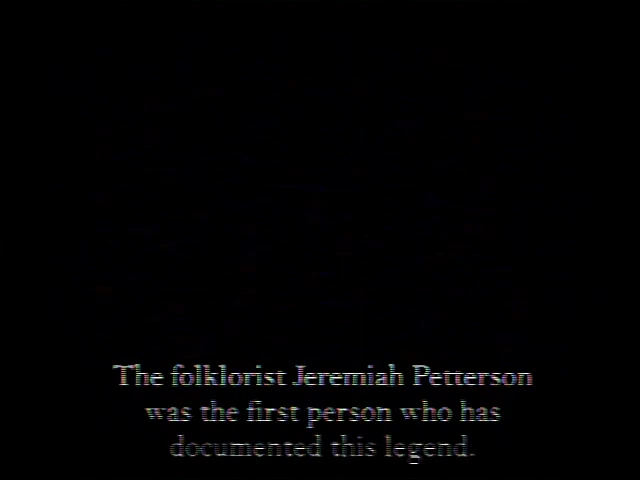 The folklorist Jeremiah Petterson
was the first person who has
documented this legend.